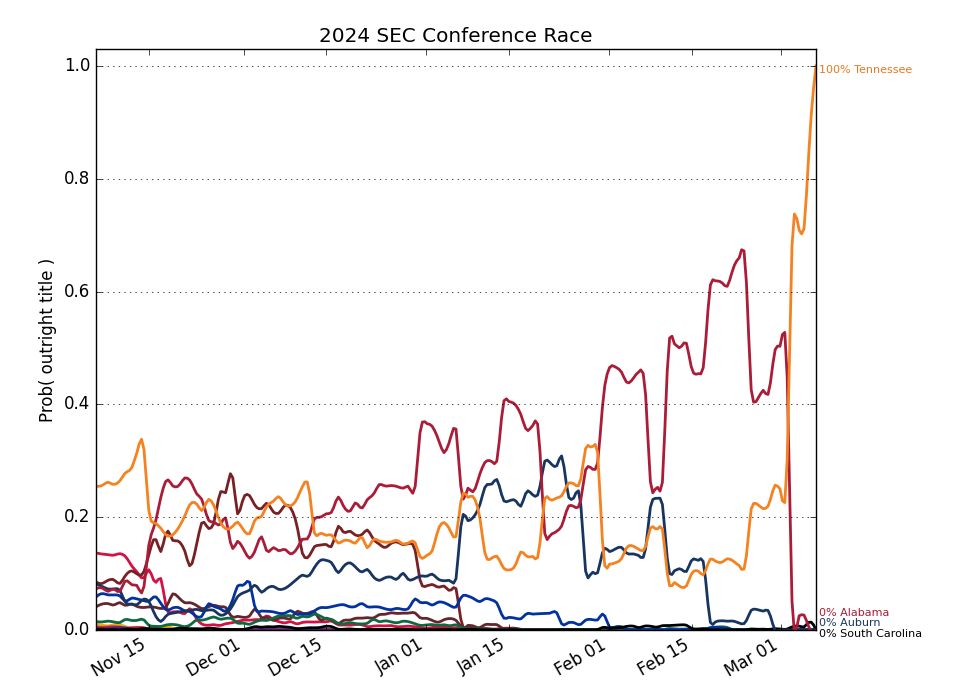 2024 SEC Conference Race
Prob( outright title )
1.0
0.8
0.6
0.4
0.2
0.0
Nov 15
Dec 01
Dec 15
Jan 01
Jan 15
Feb 01
Feb 15
Mar 01
100% Tennessee
0% Alabama
0% Auburn
0% South Carolina